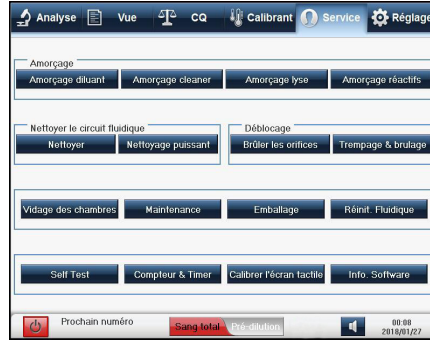 Analyse Vue CQ Calibrant Service Réglage
Amorçage
Amorçage diluant Amorçage cleaner Amorçage lyse Amorçage réactifs
Nettoyer le circuit fluidique Déblocage
Nettoyer Nettoyage puissant Brûler les orifices Trempage & brulage
Vidage des chambres Maintenance Emballage Réinit. Fluidique
Self Test Compteur & Timer Calibrer l'écran tactile Info. Software
Prochain numéro Sang total Pré-dilution 00:08
2018/01/27